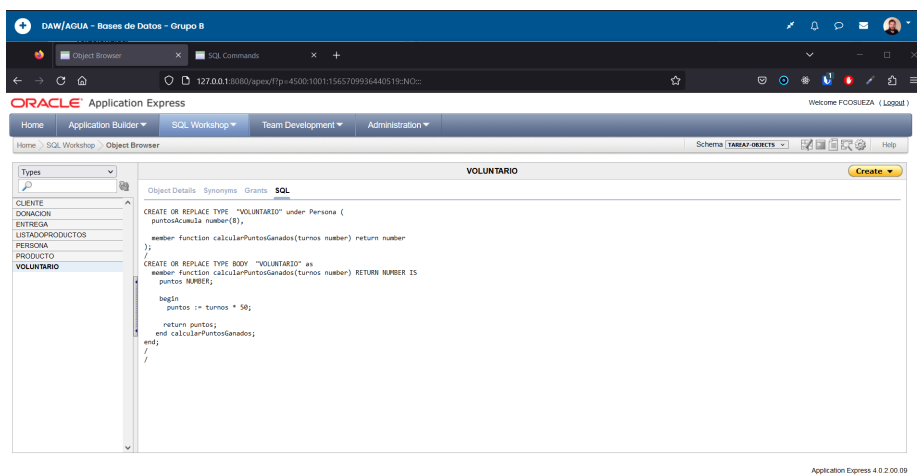 DAW/AGUA - Bases de Datos - Grupo B
Object Browser
SQL Commands
127.0.0.1:8080/apex/f?p=4500:1001:1565709936440519::NO:::
ORACLE Application Express
Welcome FCOSUEZA ( Logout )
Home Application Builder SQL Workshop Team Development Administration
Home SQL Workshop Object Browser
Schema TAREA7-OBJECTS Help
Types
VOLUNTARIO
Create
Object Details Synonyms Grants SQL
CLIENTE
DONACION
ENTREGA
LISTADOPRODUCTOS
PERSONA
PRODUCTO
VOLUNTARIO
CREATE OR REPLACE TYPE "VOLUNTARIO" under Persona (
puntosAcumula number(8),
member function calcularPuntosGanados(turnos number) return number
);
/
CREATE OR REPLACE TYPE BODY "VOLUNTARIO" as
member function calcularPuntosGanados(turnos number) RETURN NUMBER IS
puntos NUMBER;
begin
puntos := turnos * 50;
return puntos;
end calcularPuntosGanados;
end;
/
/
Application Express 4.0.2.00.09